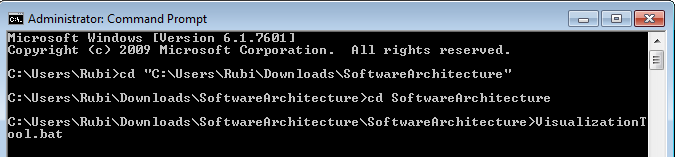 Administrator: Command Prompt
Microsoft Windows [Version 6.1.7601]
Copyright (c) 2009 Microsoft Corporation.  All rights reserved.
C:\Users\Rubi>cd "C:\Users\Rubi\Downloads\SoftwareArchitecture"
C:\Users\Rubi\Downloads\SoftwareArchitecture>cd SoftwareArchitecture
C:\Users\Rubi\Downloads\SoftwareArchitecture\SoftwareArchitecture>VisualizationT
ool.bat